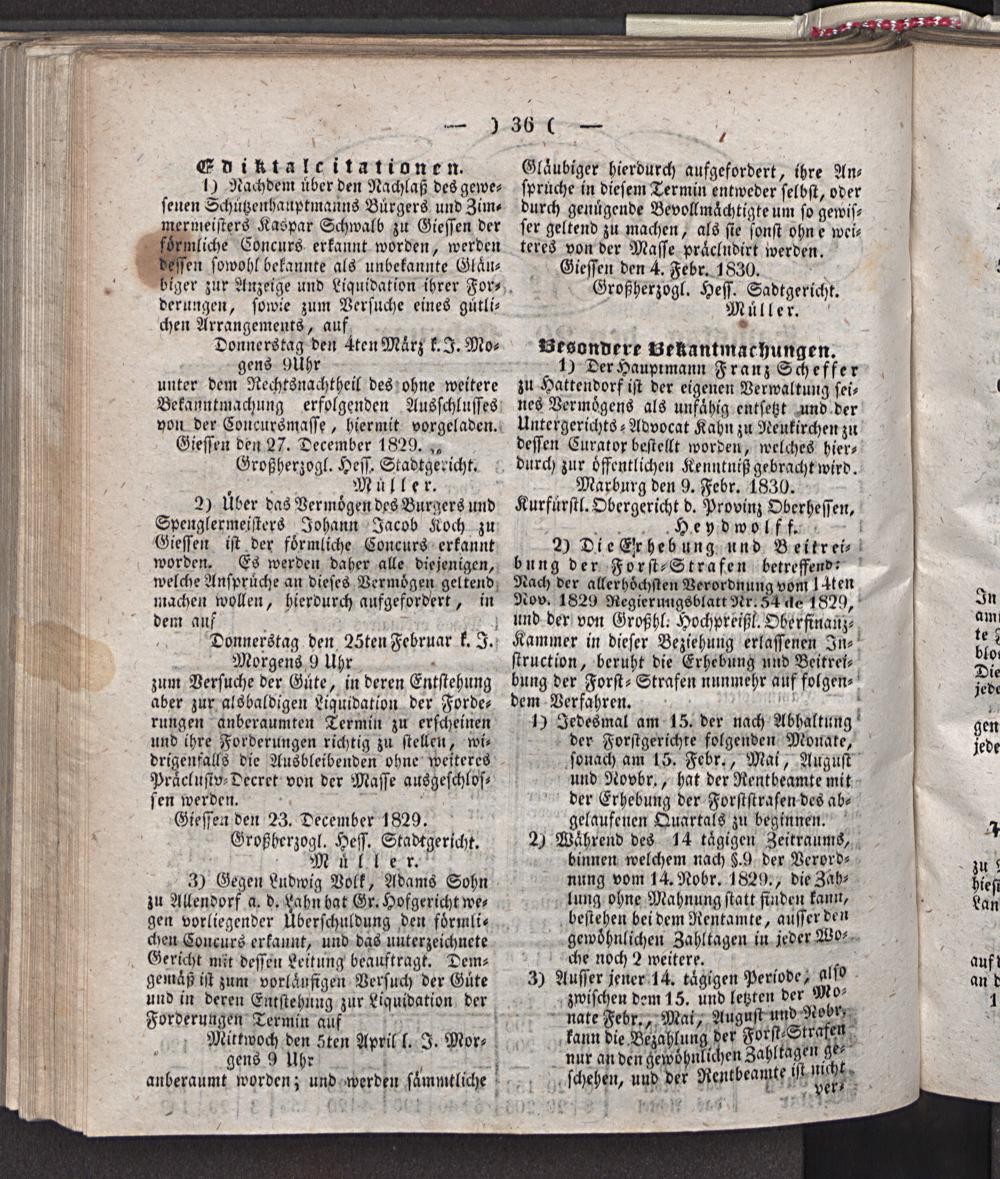 — ) 36 ( —
Ediktalcitationen.
1) Nachdem über den Nachlaß des gewe-
senen Schützenhauptmanns Bürgers und Zim-
mermeisters Kaspar Schwalb zu Giessen der
förmliche Concurs erkannt worden, werden
dessen sowohl bekannte als unbekannte Gläu-
biger zur Anzeige und Liquidation ihrer For-
derungen, sowie zum Versuche eines gütli-
chen Arrangements, auf
Donnerstag den 4ten März k. J. Mo-
gens 9 Uhr
unter dem Rechtsnachtheil des ohne weitere
Bekanntmachung erfolgenden Ausschlusses
von der Concursmasse, hiermit vorgeladen.
Giessen den 27. December 1829.
Großherzogl. Hess. Stadtgericht.
Müller.
2) Über das Vermögen des Burgers und
Spenglermeisters Johann Jacob Koch zu
Giessen ist der förmliche Concurs erkannt
worden. Es werden daher alle diejenigen,
welche Ansprüche an dieses Vermögen geltend
machen wollen, hierdurch aufgefordert, in
dem auf
Donnerstag den 25ten Februar k. J.
Morgens 9 Uhr
zum Versuche der Güte, in deren Entstehung
aber zur alsbaldigen Liquidation der Forde-
rungen anberaumten Termin zu erscheinen
und ihre Forderungen richtig zu stellen, wi-
drigenfalls die Ausbleibenden ohne weiteres
Präclusiv-Decret von der Masse ausgeschlos-
sen werden.
Giessen den 23. December 1829.
Großherzogl. Hess. Stadtgericht.
Müller.
3) Gegen Ludwig Volk, Adams Sohn
zu Allendorf a. d. Lahn hat Gr. Hofgericht we-
gen vorliegender Überschuldung den förmli-
chen Concurs erkannt, und das unterzeichnete
Gericht mit dessen Leitung beauftragt. Dem-
gemäß ist zum vorläufigen Versuch der Güte
und in deren Entstehung zur Liquidation der
Forderungen Termin auf
Mittwoch den 5ten April l. J. Mor-
gens 9 Uhr
anberaumt worden; und werden sämmtliche
Gläubiger hierdurch aufgefordert, ihre An-
sprüche in diesem Termin entweder selbst, oder
durch genügende Bevollmächtigte um so gewis-
ser geltend zu machen, als sie sonst ohne wei-
teres von der Masse präcludirt werden.
Giessen den 4. Febr. 1830.
Großherzogl. Hess. Sadtgericht.
Müller.
Besondere Bekantmachungen.
1) Der Hauptmann Franz Scheffer
zu Hattendorf ist der eigenen Verwaltung sei-
nes Vermögens als unfähig entsetzt und der
Untergerichts-Advocat Kahn zu Neukirchen zu
dessen Curator bestellt worden, welches hier-
durch zur öffentlichen Kenntniß gebracht wird.
Marburg den 9. Febr. 1830.
Kurfürstl. Obergericht d. Provinz Oberhessen,
Heydwolff.
2) Die Erhebung und Beitrei-
bung der Forst-Strafen betreffend:
Nach der allerhöchsten Verordnung vom 14ten
Nov. 1829 Regierungsblatt Nr. 54 de 1829,
und der von Großhl: Hochpreißl. Oberfinanz-
Kammer in dieser Beziehung erlassenen In-
struction, beruht die Erhebung und Beitrei-
bung der Forst-Strafen nunmehr auf folgen-
dem Verfahren.
1) Jedesmal am 15. der nach Abhaltung
der Forstgerichte folgenden Monate,
sonach am 15. Febr., Mai, August
und Novbr., hat der Rentbeamte mit
der Erhebung der Forststrafen des ab-
gelaufenen Quartals zu beginnen.
2) Während des 14 tägigen Zeitraums,
binnen welchem nach §. 9 der Verord-
nung vom 14. Nobr. 1829., die Zah-
lung ohne Mahnung statt finden kann,
bestehen bei dem Rentamte, ausser den
gewöhnlichen Zahltagen in jeder Wo-
che noch 2 weitere.
3) Ausser jener 14. tägigen Periode, also
zwischen dem 15. und letzten der Mo-
nate Febr., Mai, August und Nobr.
kann die Bezahlung der Forst-Strafen
nur an den gewöhnlichen Zahltagen ge-
schehen, und der Rentbeamte ist nicht
ver-